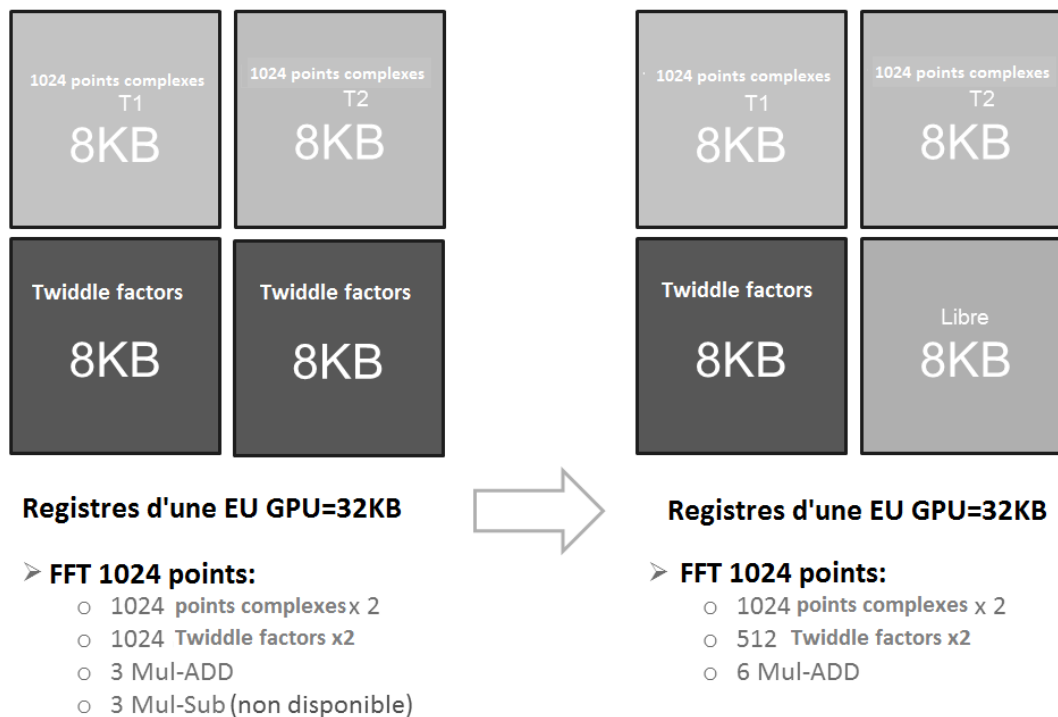 1024 points complexes
T1
8KB
1024 points complexes
T2
8KB
Twiddle factors
8KB
Twiddle factors
8KB
Registres d'une EU GPU=32KB
➢ FFT 1024 points:
o 1024 points complexes x 2
o 1024 Twiddle factors x2
o 3 Mul-ADD
o 3 Mul-Sub (non disponible)
1024 points complexes
T1
8KB
1024 points complexes
T2
8KB
Twiddle factors
8KB
Libre
8KB
Registres d'une EU GPU=32KB
➢ FFT 1024 points:
o 1024 points complexes x 2
o 512 Twiddle factors x2
o 6 Mul-ADD